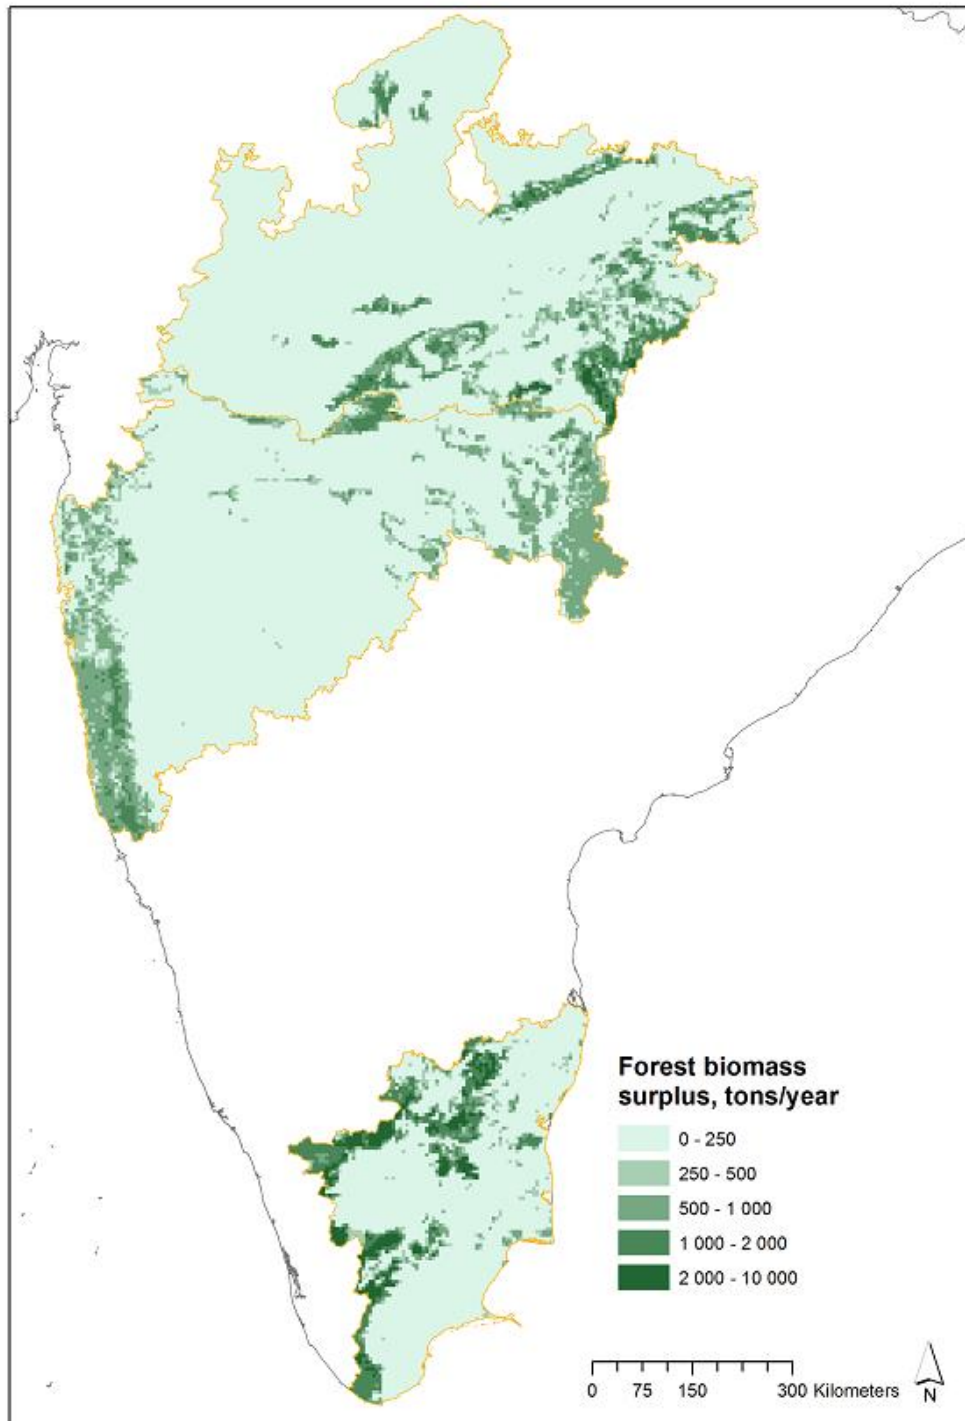 Forest biomass
surplus, tons/year
0 - 250
250 - 500
500 - 1 000
1 000 - 2 000
2 000 - 10 000
0 75 150 300 Kilometers
N